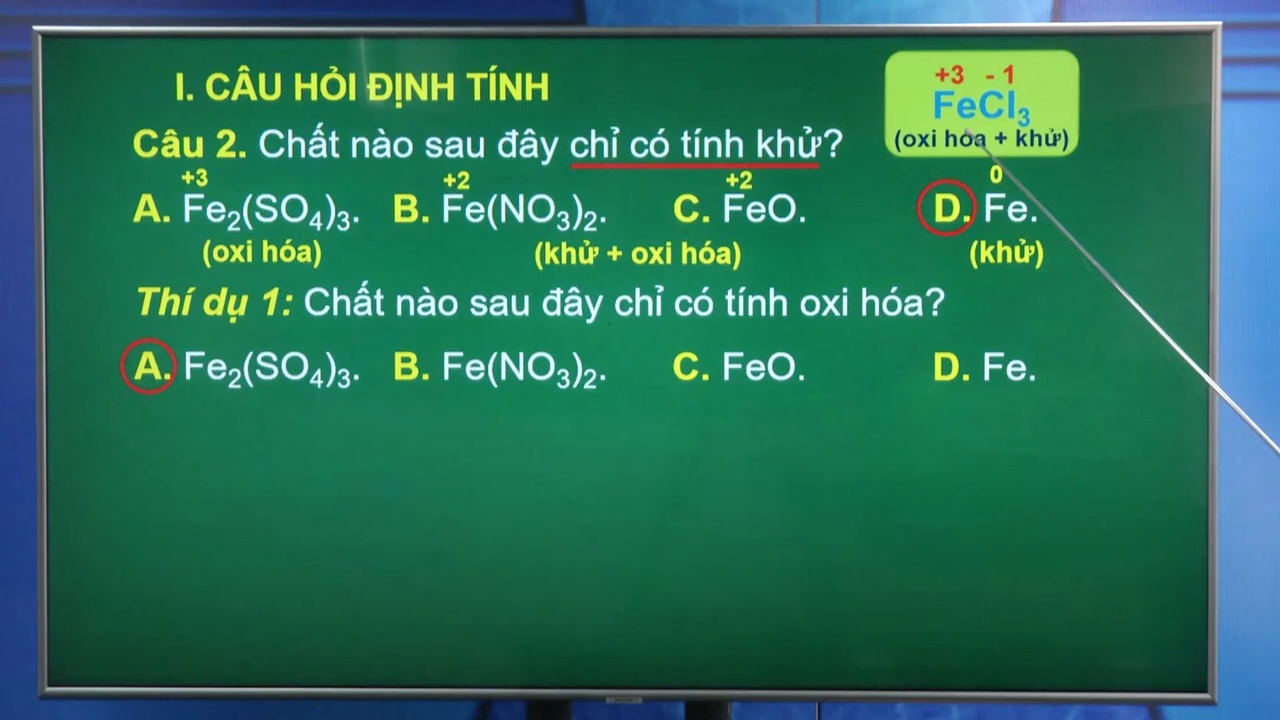 I. CÂU HỎI ĐỊNH TÍNH
+3 - 1
FeCl₃
(oxi hóa + khử)
Câu 2. Chất nào sau đây chỉ có tính khử?
+3 +2 +2 0
A. Fe₂(SO₄)₃. B. Fe(NO₃)₂. C. FeO. D. Fe.
(oxi hóa) (khử + oxi hóa) (khử)
Thí dụ 1: Chất nào sau đây chỉ có tính oxi hóa?
A. Fe₂(SO₄)₃. B. Fe(NO₃)₂. C. FeO. D. Fe.